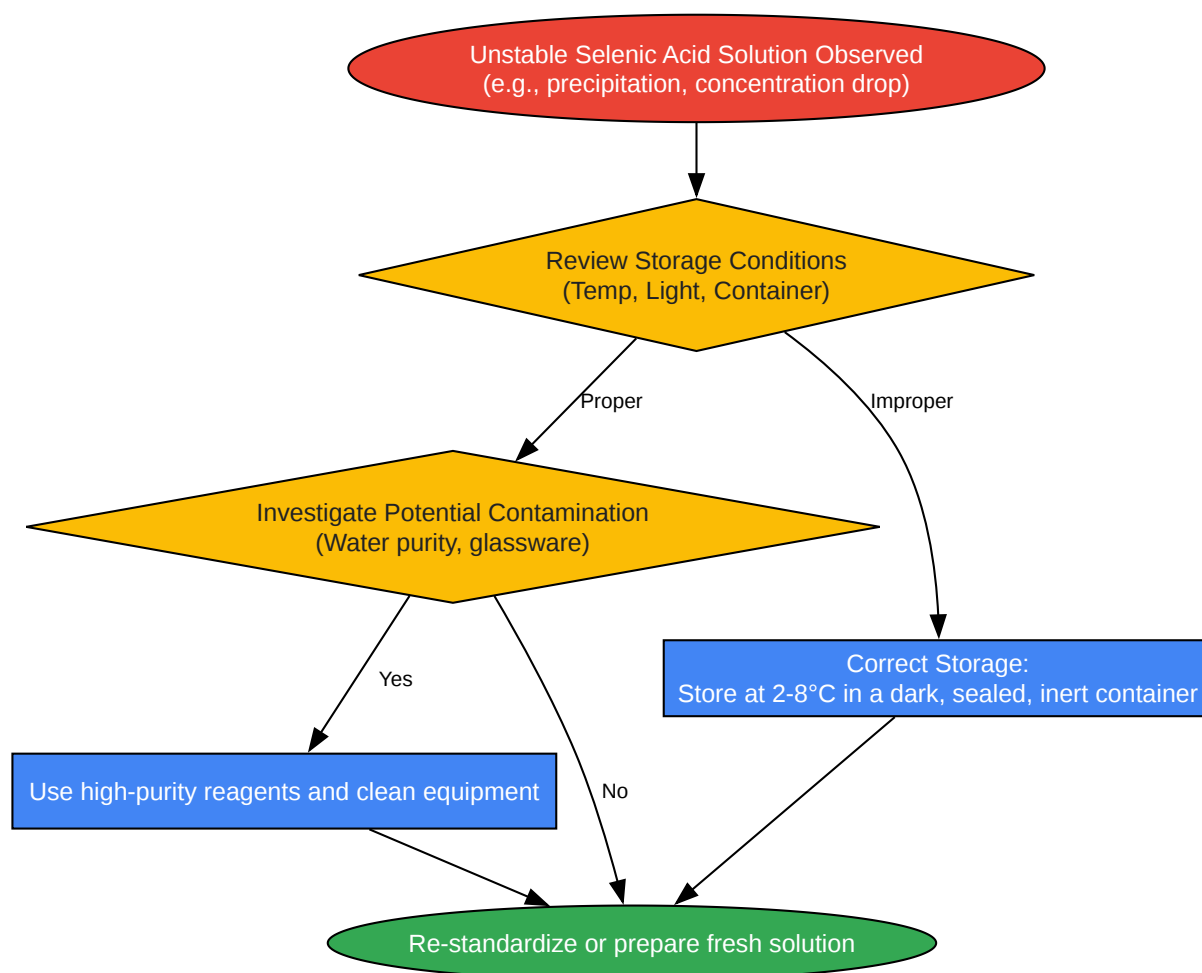 Unstable Selenic Acid Solution Observed
(e.g., precipitation, concentration drop)
Review Storage Conditions
(Temp, Light, Container)
Proper
Improper
Investigate Potential Contamination
(Water purity, glassware)
Correct Storage:
Store at 2-8°C in a dark, sealed, inert container
Yes
Use high-purity reagents and clean equipment
No
Re-standardize or prepare fresh solution